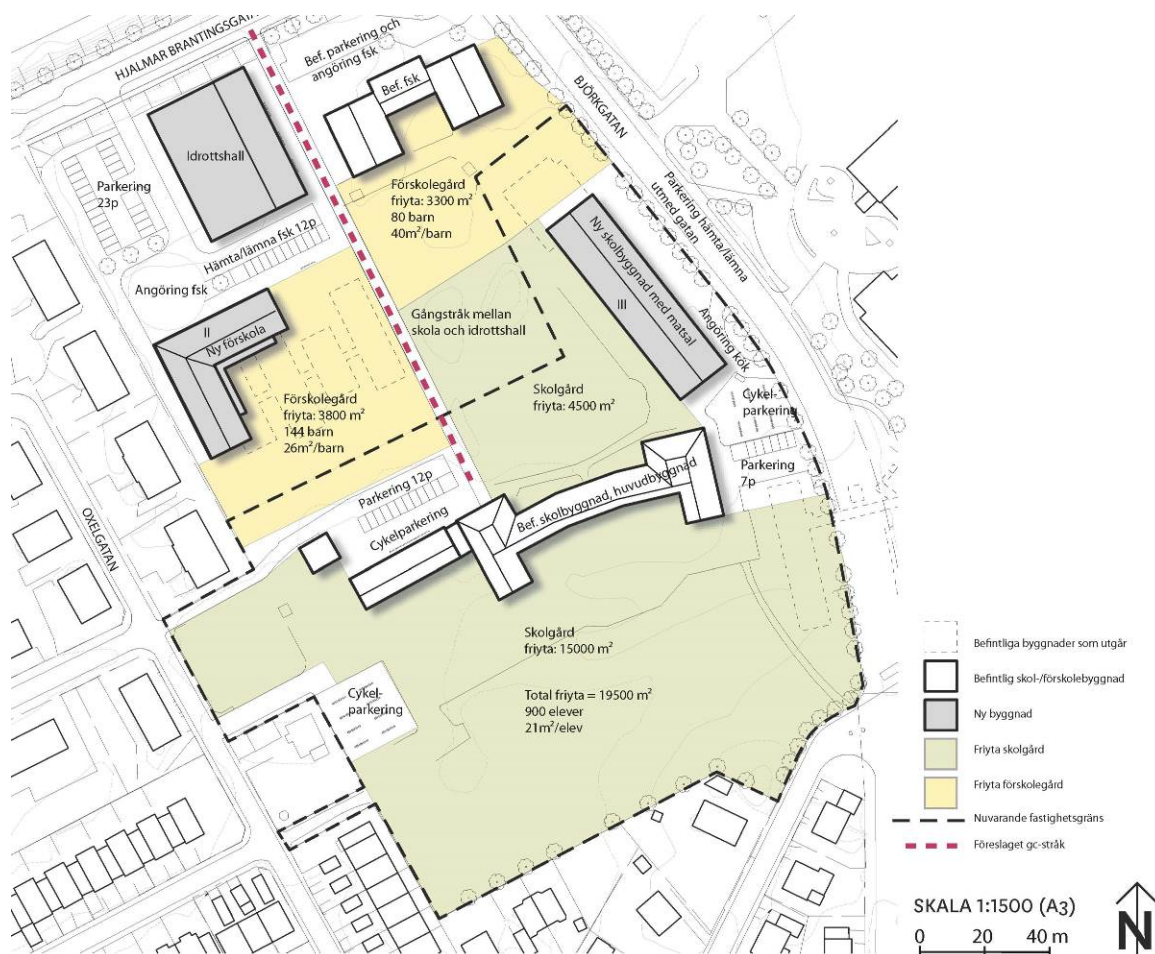 HJALMAR BRANTINGSGATAN
Bef. parkering och
angöring fsk
Bef. fsk
BJÖRKGATAN
Idrottshall
Parkering
23p
Förskolegård
friyta: 3300 m²
80 barn
40m²/barn
Parkering hämta/lämna
utmed gatan
Hämta/lämna fsk 12p
Angöring fsk
Ny skolbyggnad med matsal
III
Gångstråk mellan
skola och idrottshall
II
Ny förskola
Angöring kök
Förskolegård
friyta: 3800 m²
144 barn
26m²/barn
Skolgård
friyta: 4500 m²
Cykel-
parkering
Parkering
7p
Parkering 12p
Cykelparkering
Bef. skolbyggnad, huvudbyggnad
OXELGATAN
Skolgård
friyta: 15000 m²
Total friyta = 19500 m²
900 elever
21m²/elev
Cykel-
parkering
Befintliga byggnader som utgår
Befintlig skol-/förskolebyggnad
Ny byggnad
Friyta skolgård
Friyta förskolegård
Nuvarande fastighetsgräns
Föreslaget gc-stråk
SKALA 1:1500 (A3)
0 20 40 m
N